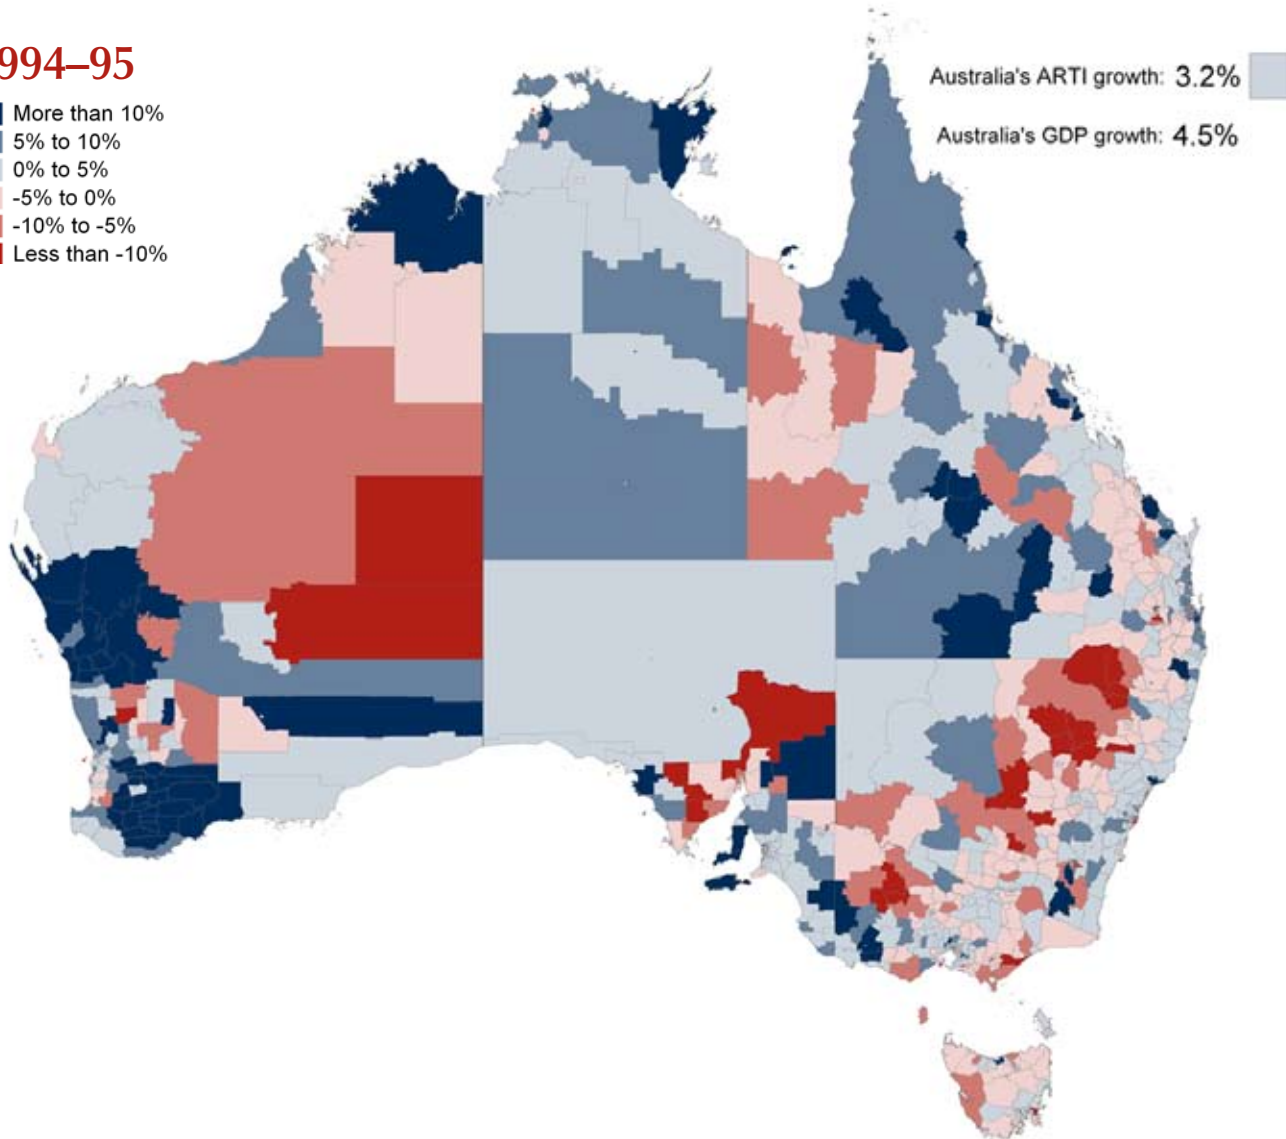 994–95
More than 10%
5% to 10%
0% to 5%
-5% to 0%
-10% to -5%
Less than -10%
Australia's ARTI growth: 3.2%
Australia's GDP growth: 4.5%